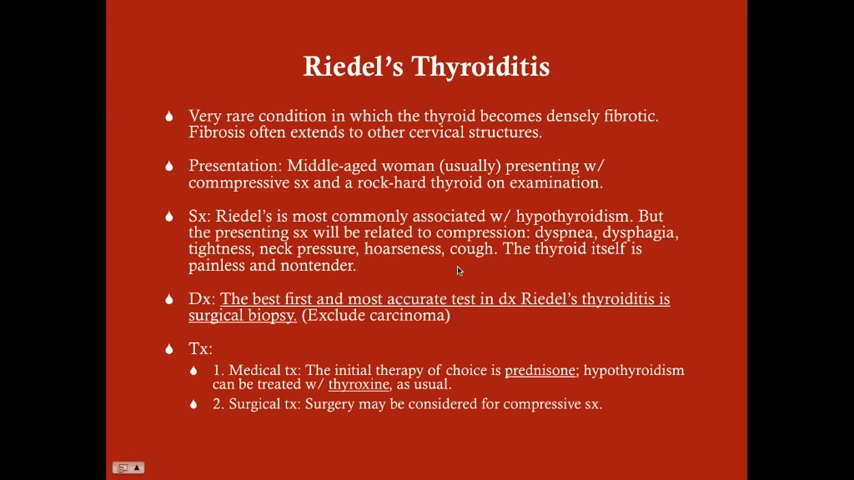 Riedel's Thyroiditis
Very rare condition in which the thyroid becomes densely fibrotic.
Fibrosis often extends to other cervical structures.
Presentation: Middle-aged woman (usually) presenting w/
commpressive sx and a rock-hard thyroid on examination.
Sx: Riedel's is most commonly associated w/ hypothyroidism. But
the presenting sx will be related to compression: dyspnea, dysphagia,
tightness, neck pressure, hoarseness, cough. The thyroid itself is
painless and nontender.
Dx: The best first and most accurate test in dx Riedel's thyroiditis is
surgical biopsy. (Exclude carcinoma)
Tx:
1. Medical tx: The initial therapy of choice is prednisone; hypothyroidism
can be treated w/ thyroxine, as usual.
2. Surgical tx: Surgery may be considered for compressive sx.